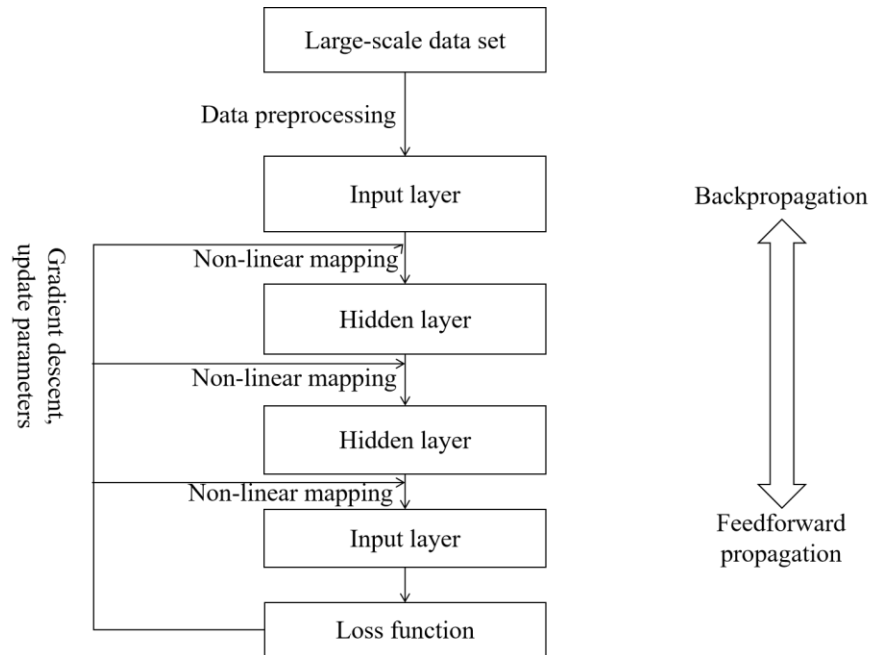 Large-scale data set
Data preprocessing
Input layer
Non-linear mapping
Hidden layer
Non-linear mapping
Hidden layer
Non-linear mapping
Input layer
Loss function
Gradient descent,
update parameters
Backpropagation
Feedforward
propagation